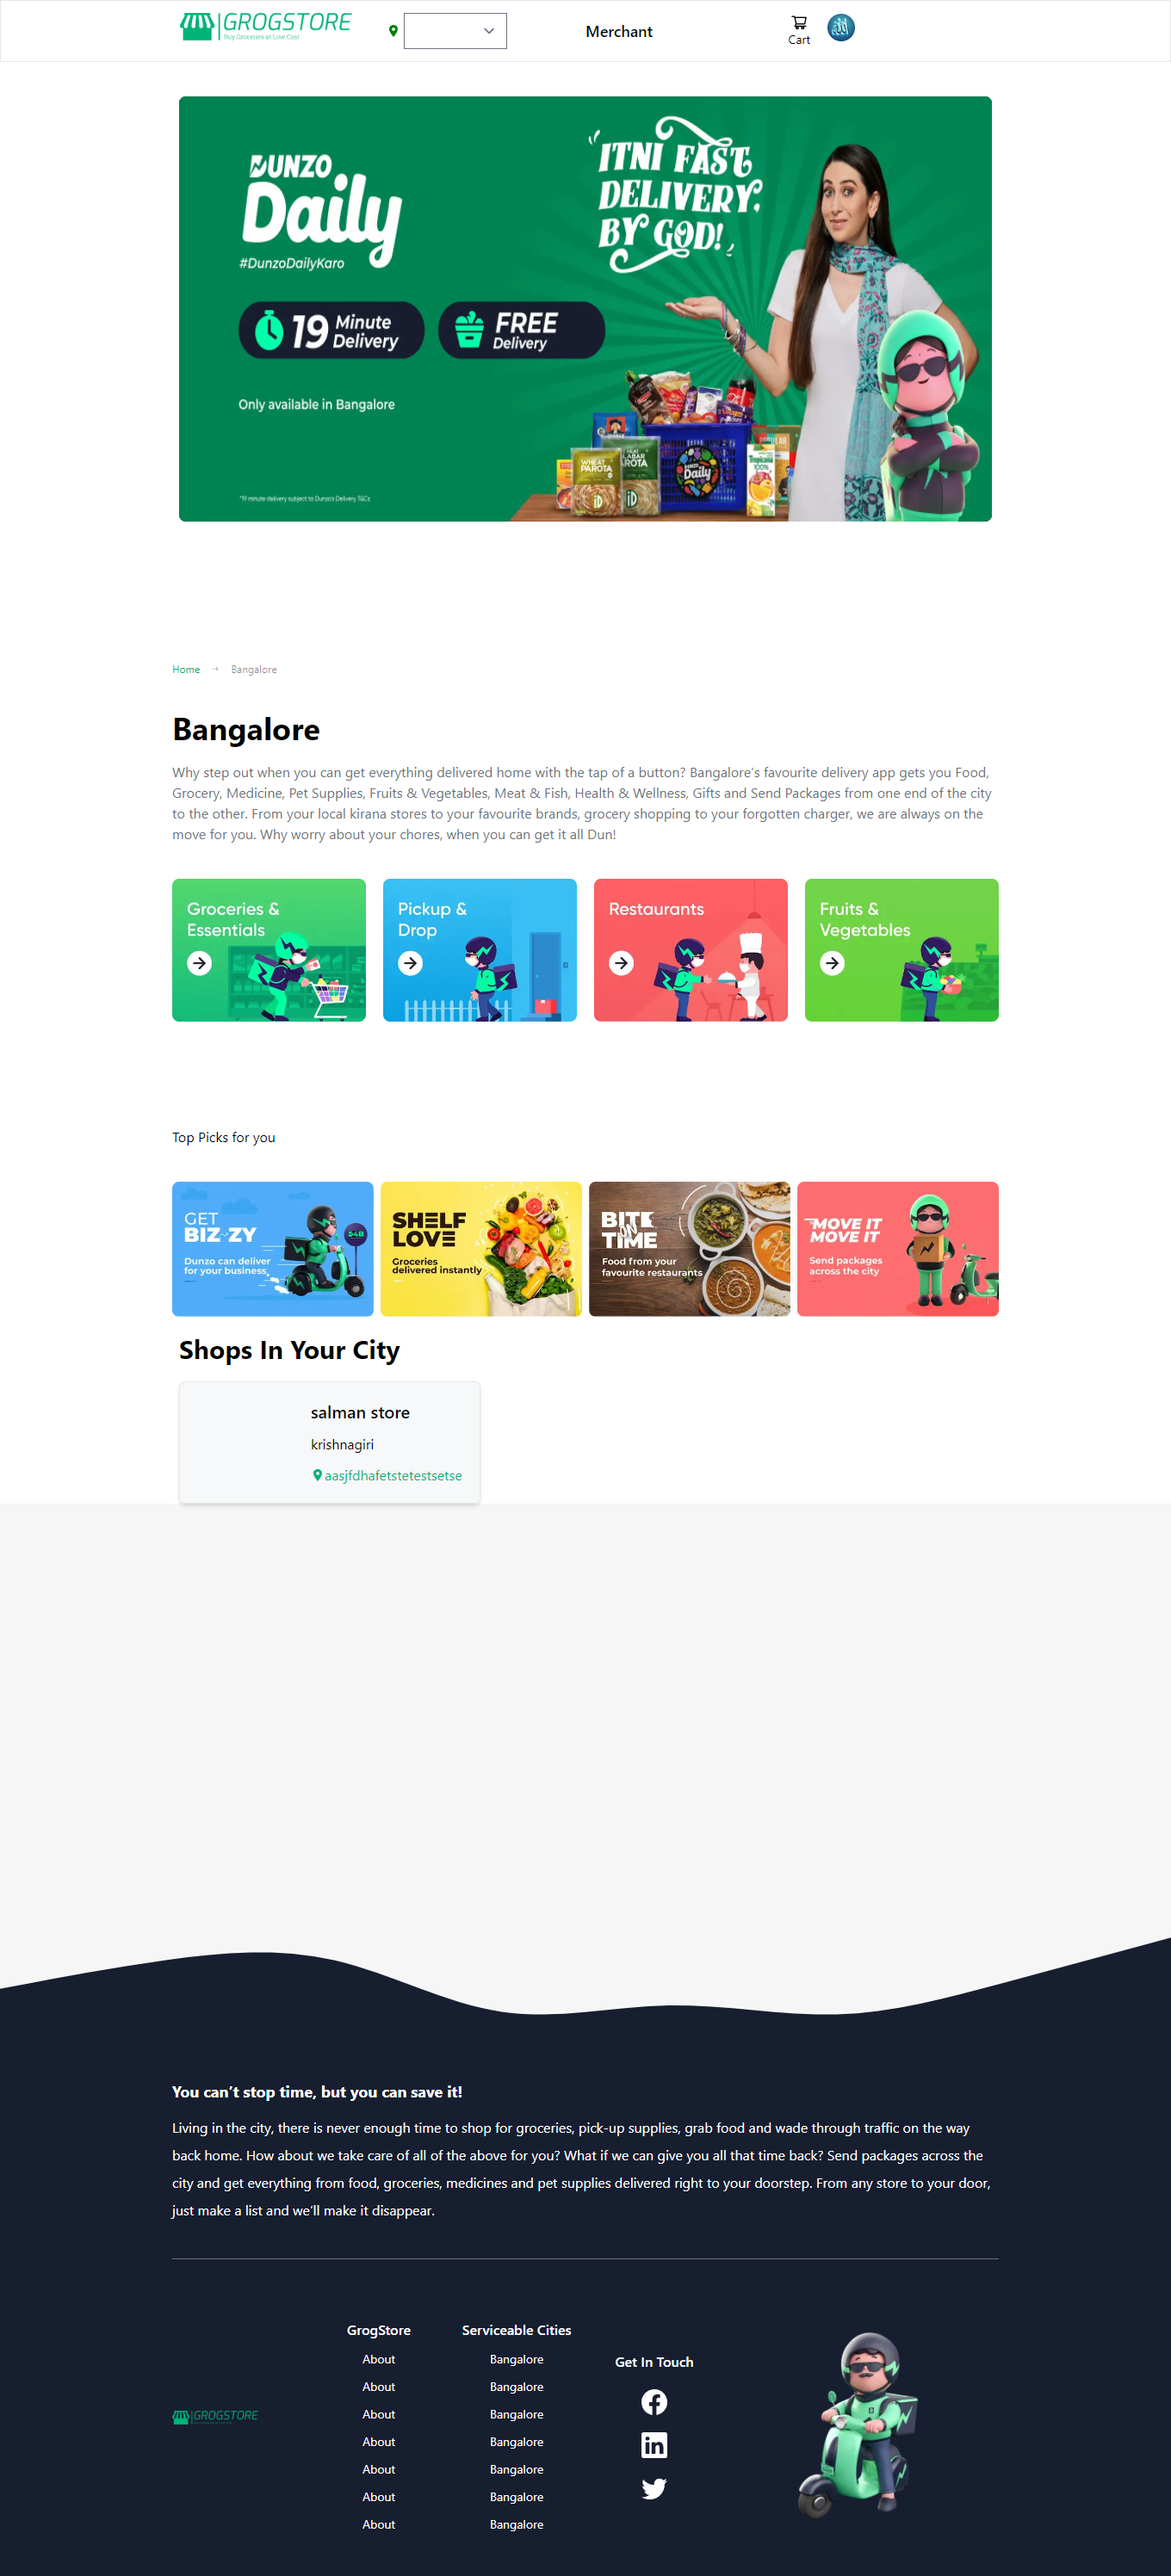 GROGSTORE
Buy Groceries at Low Cost
Merchant
Cart
DUNZO
Daily
#DunzoDailyKaro
ITNI FAST
DELIVERY.
BY GOD!
19 Minute Delivery
FREE Delivery
Only available in Bangalore
*19 minute delivery subject to Dunzo's Delivery T&Cs
WHEAT
PAROTA
iD
MALABAR
PAROTA
iD
DUNZO
Daily
Tropicana
100%
Home → Bangalore
Bangalore
Why step out when you can get everything delivered home with the tap of a button? Bangalore's favourite delivery app gets you Food,
Grocery, Medicine, Pet Supplies, Fruits & Vegetables, Meat & Fish, Health & Wellness, Gifts and Send Packages from one end of the city
to the other. From your local kirana stores to your favourite brands, grocery shopping to your forgotten charger, we are always on the
move for you. Why worry about your chores, when you can get it all Dun!
Groceries &
Essentials
Pickup &
Drop
Restaurants
Fruits &
Vegetables
Top Picks for you
GET
BIZ-ZY
Dunzo can deliver
for your business
D4B
SHELF
LOVE
Groceries
delivered instantly
BITE
IN
TIME
Food from your
favourite restaurants
MOVE IT
MOVE IT
Send packages
across the city
Shops In Your City
salman store
krishnagiri
aasjfdhafetstetestsetse
You can't stop time, but you can save it!
Living in the city, there is never enough time to shop for groceries, pick-up supplies, grab food and wade through traffic on the way
back home. How about we take care of all of the above for you? What if we can give you all that time back? Send packages across the
city and get everything from food, groceries, medicines and pet supplies delivered right to your doorstep. From any store to your door,
just make a list and we'll make it disappear.
GROGSTORE
GrogStore
About
About
About
About
About
About
About
Serviceable Cities
Bangalore
Bangalore
Bangalore
Bangalore
Bangalore
Bangalore
Bangalore
Get In Touch